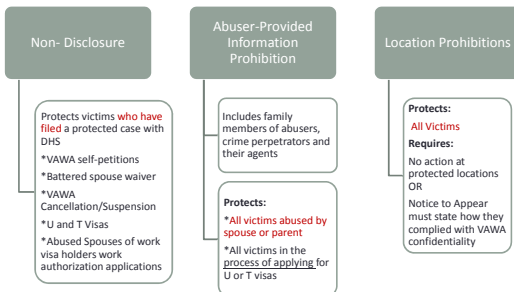 Non- Disclosure
Protects victims who have
filed a protected case with
DHS
*VAWA self-petitions
*Battered spouse waiver
*VAWA
Cancellation/Suspension
*U and T Visas
*Abused Spouses of work
visa holders work
authorization applications
Abuser-Provided
Information
Prohibition
Includes family
members of abusers,
crime perpetrators and
their agents
Protects:
*All victims abused by
spouse or parent
*All victims in the
process of applying for
U or T visas
Location Prohibitions
Protects:
All Victims
Requires:
No action at
protected locations
OR
Notice to Appear
must state how they
complied with VAWA
confidentiality